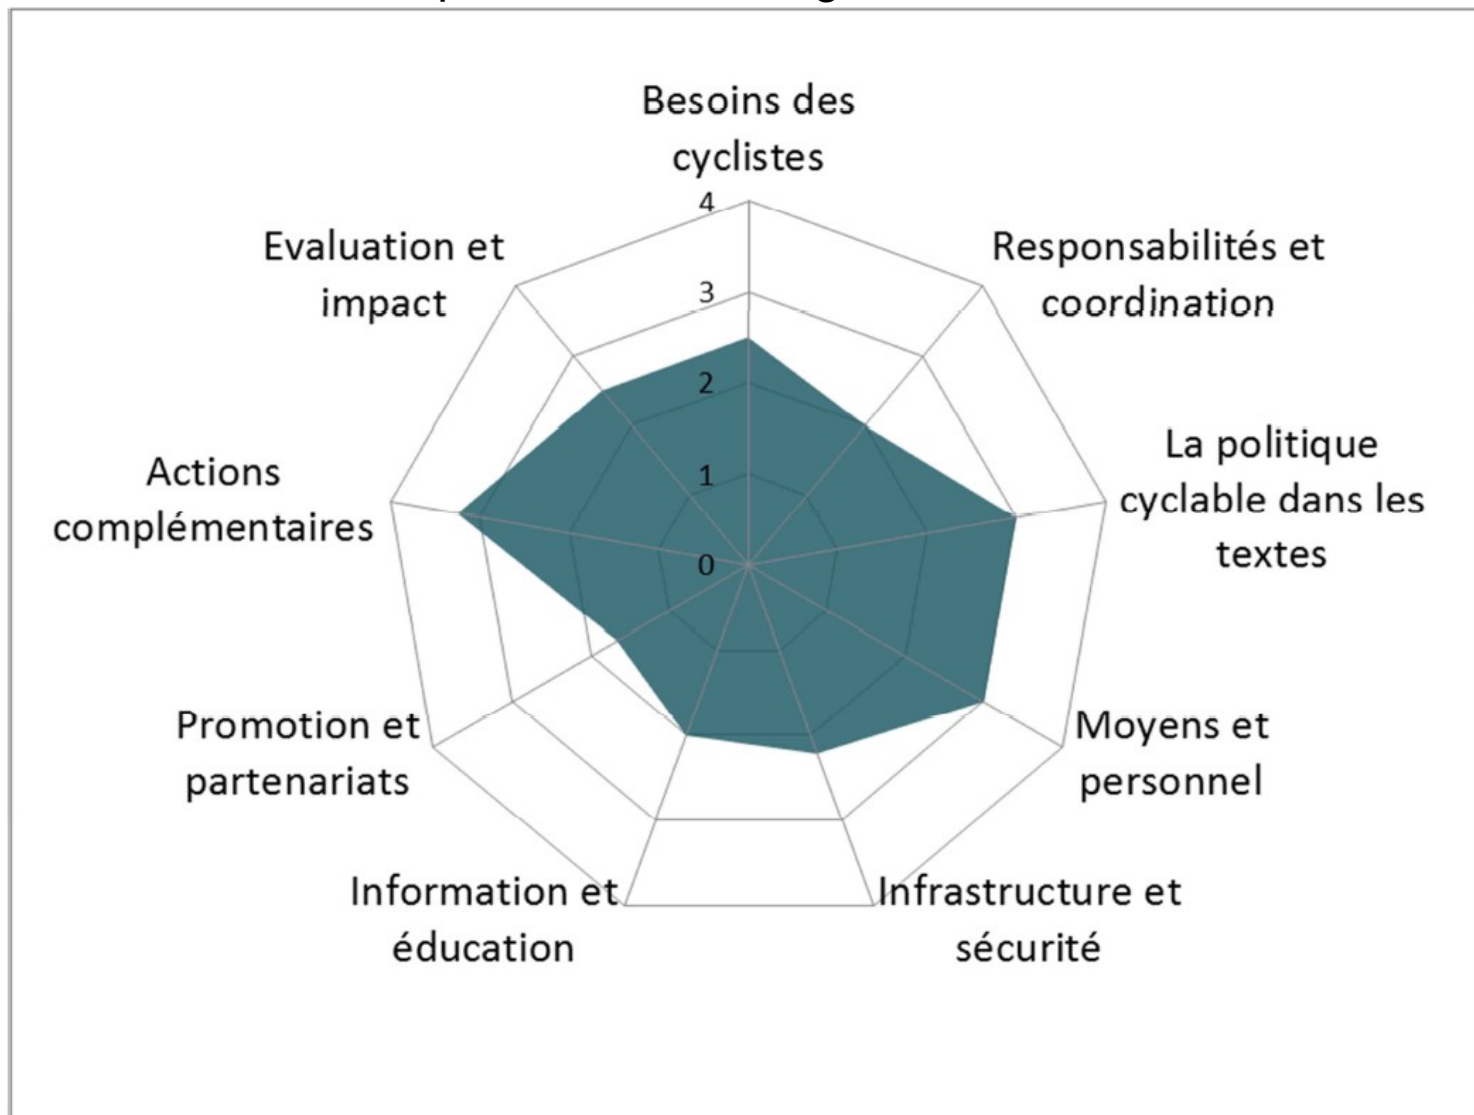 Besoins des
cyclistes
4
3
2
1
0
Responsabilités et
coordination
La politique
cyclable dans les
textes
Moyens et
personnel
Infrastructure et
sécurité
Information et
éducation
Promotion et
partenariats
Actions
complémentaires
Evaluation et
impact